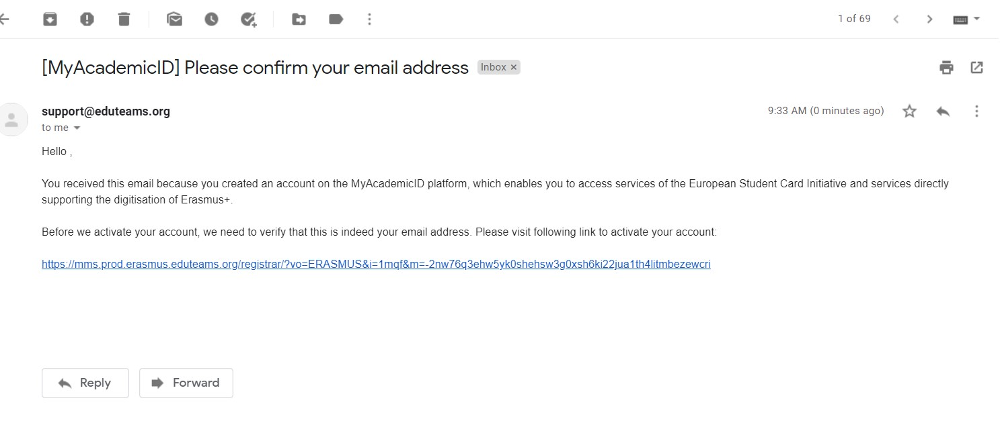 1 of 69
[MyAcademicID] Please confirm your email address Inbox ×
support@eduteams.org 9:33 AM (0 minutes ago)
to me
Hello ,
You received this email because you created an account on the MyAcademicID platform, which enables you to access services of the European Student Card Initiative and services directly
supporting the digitisation of Erasmus+.
Before we activate your account, we need to verify that this is indeed your email address. Please visit following link to activate your account:
https://mms.prod.erasmus.eduteams.org/registrar/?vo=ERASMUS&i=1mqf&m=-2nw76q3ehw5yk0shehsw3g0xsh6ki22jua1th4litmbezewcri
Reply Forward